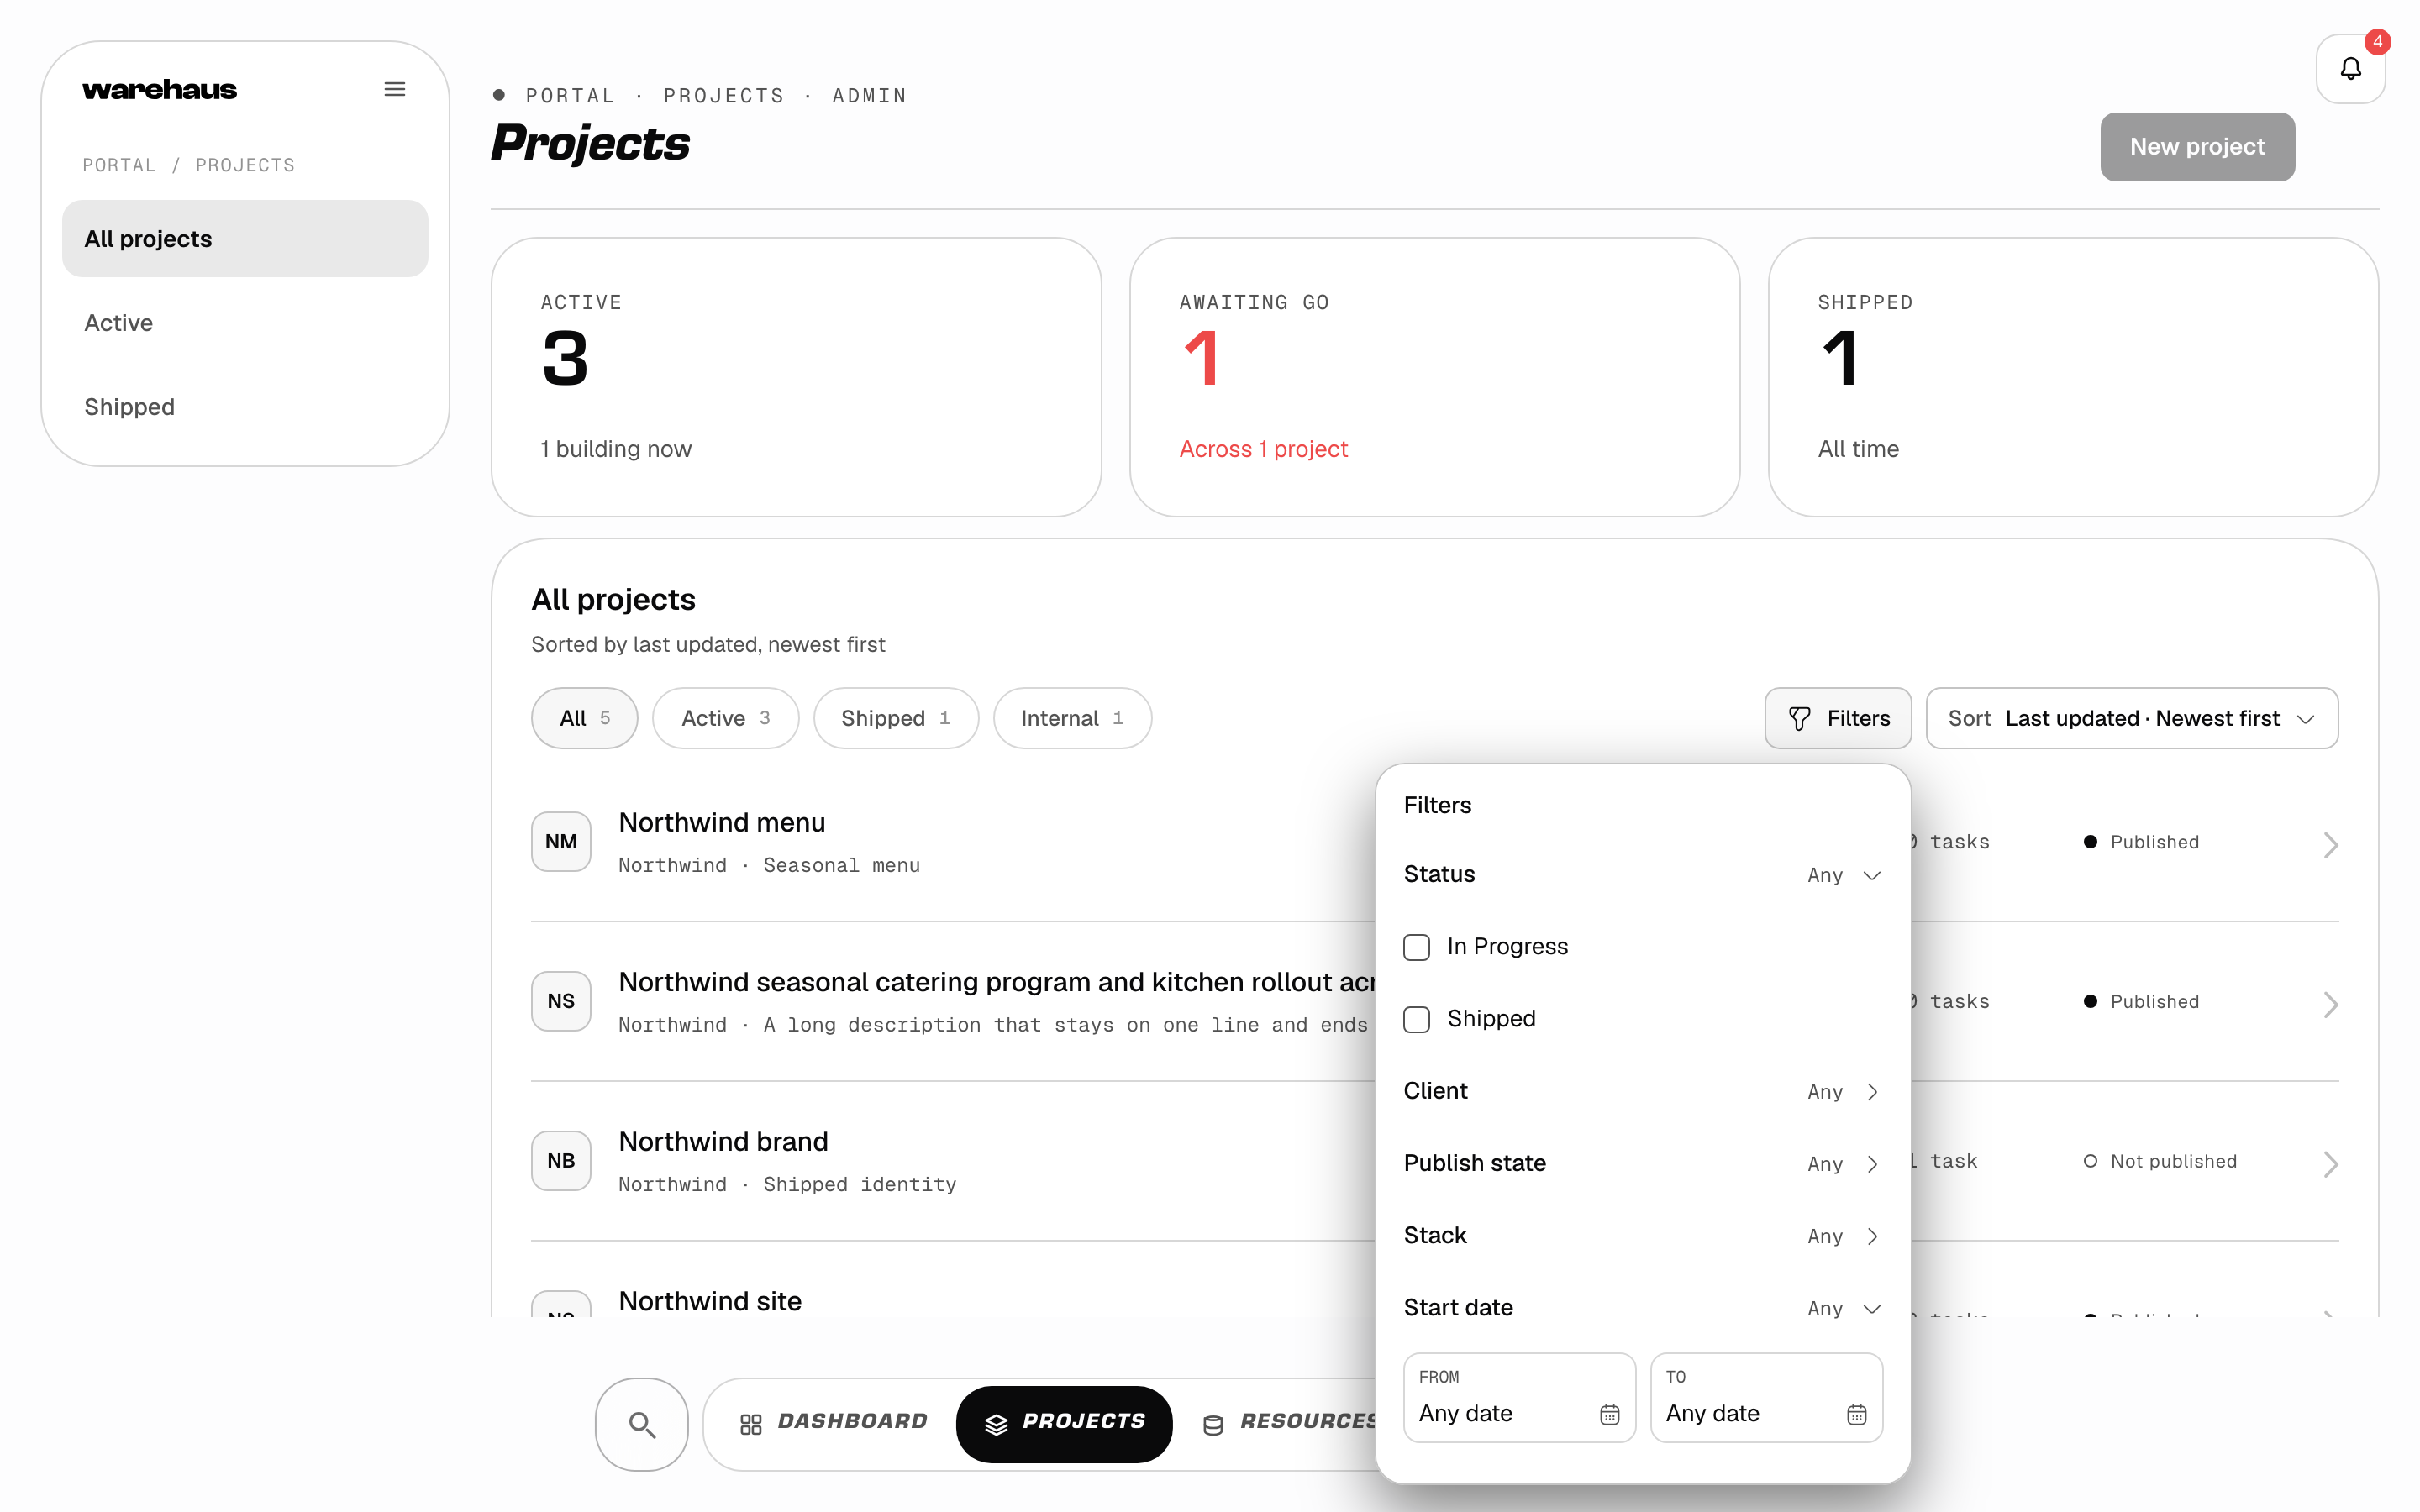 warehaus
PORTAL / PROJECTS
All projects
Active
Shipped
4
PORTAL · PROJECTS · ADMIN
Projects
New project
ACTIVE
3
1 building now
AWAITING GO
1
Across 1 project
SHIPPED
1
All time
All projects
Sorted by last updated, newest first
All 5
Active 3
Shipped 1
Internal 1
Filters
Sort Last updated · Newest first
NM
Northwind menu
Northwind · Seasonal menu
tasks
Published
NS
Northwind seasonal catering program and kitchen rollout
Northwind · A long description that stays on one line and ends
tasks
Published
NB
Northwind brand
Northwind · Shipped identity
1 task
Not published
Northwind site
Filters
Status Any
In Progress
Shipped
Client Any
Publish state Any
Stack Any
Start date Any
FROM
Any date
TO
Any date
DASHBOARD
PROJECTS
RESOURCES